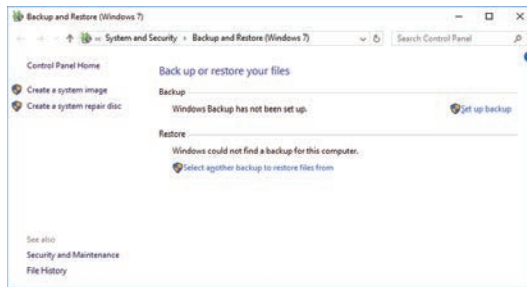 Backup and Restore (Windows 7)
System and Security › Backup and Restore (Windows 7)
Search Control Panel
Control Panel Home
Create a system image
Create a system repair disc
Back up or restore your files
Backup
Windows Backup has not been set up.
Set up backup
Restore
Windows could not find a backup for this computer.
Select another backup to restore files from
See also
Security and Maintenance
File History